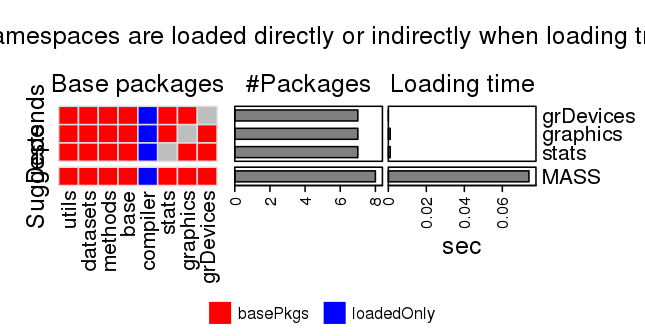 amespaces are loaded directly or indirectly when loading
Base packages #Packages Loading time
Depends
Suggests
grDevices
graphics
stats
MASS
utils
datasets
methods
base
compiler
stats
graphics
grDevices
0 2 4 6 8
0 0.02 0.04 0.06
sec
basePkgs loadedOnly